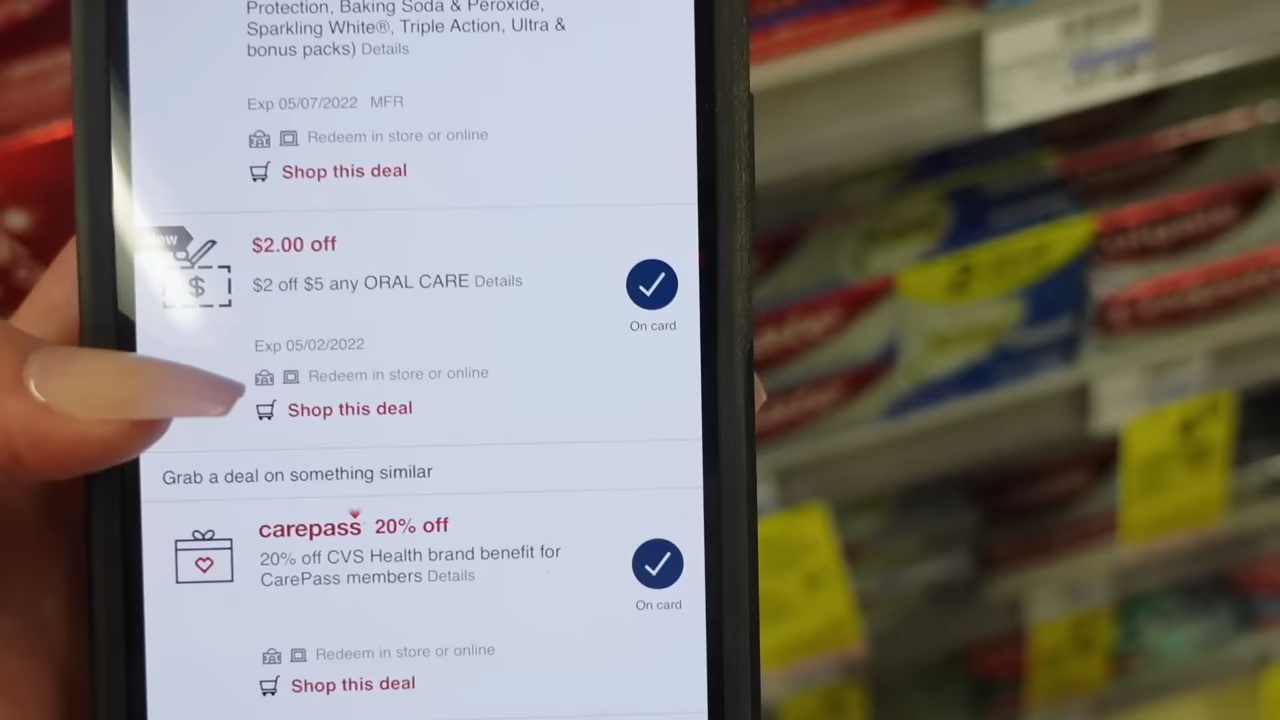 Protection, Baking Soda & Peroxide,
Sparkling White®, Triple Action, Ultra &
bonus packs) Details
Exp 05/07/2022 MFR
Redeem in store or online
Shop this deal
$2.00 off
$
$2 off $5 any ORAL CARE Details
On card
Exp 05/02/2022
Redeem in store or online
Shop this deal
Grab a deal on something similar
carepass 20% off
20% off CVS Health brand benefit for
CarePass members Details
On card
Redeem in store or online
Shop this deal